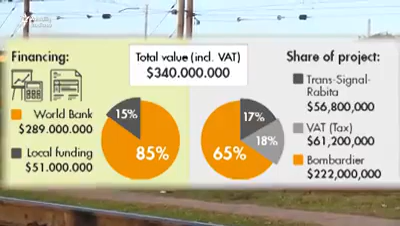 Financing:
World Bank
$289.000.000
Local funding
$51.000.000
15%
85%
Total value (incl. VAT)
$340.000.000
17%
18%
65%
Share of project:
Trans-Signal-
Rabita
$56,800,000
VAT (Tax)
$61,200,000
Bombardier
$222,000,000